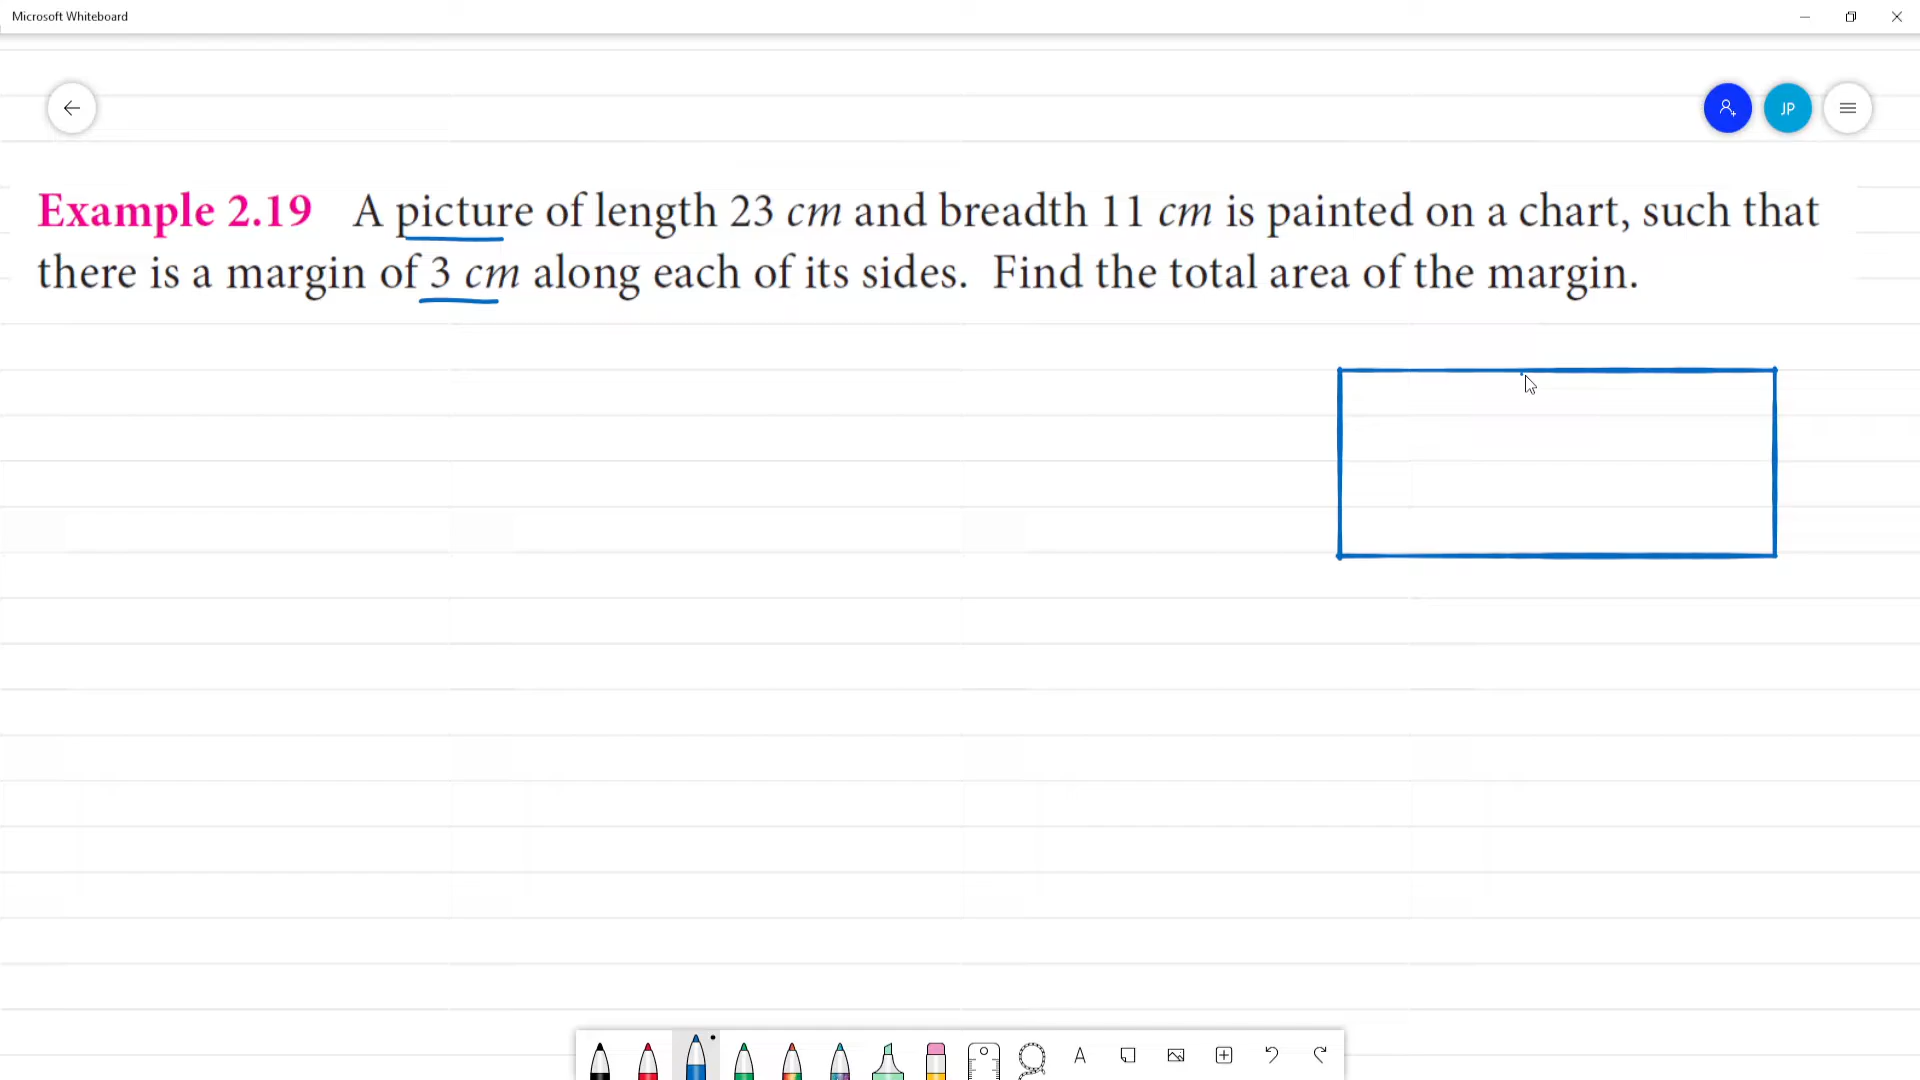 Microsoft Whiteboard
JP
Example 2.19 A picture of length 23 cm and breadth 11 cm is painted on a chart, such that
there is a margin of 3 cm along each of its sides. Find the total area of the margin.
A